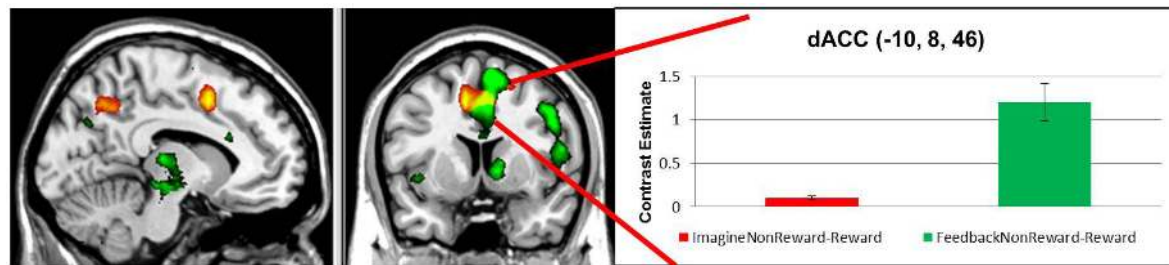 dACC (-10, 8, 46)
Contrast Estimate
1.5
1
0.5
0
ImagineNonReward-Reward
FeedbackNonReward-Reward